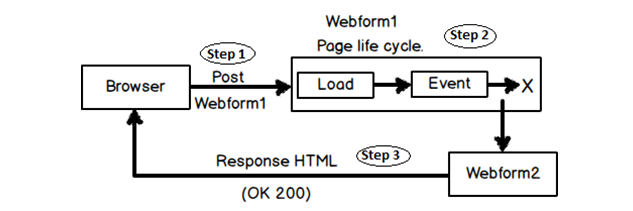 Webform1
Page life cycle.
Step 2
Step 1
Browser
Post
Webform1
Load
Event
X
Response HTML
Step 3
(OK 200)
Webform2